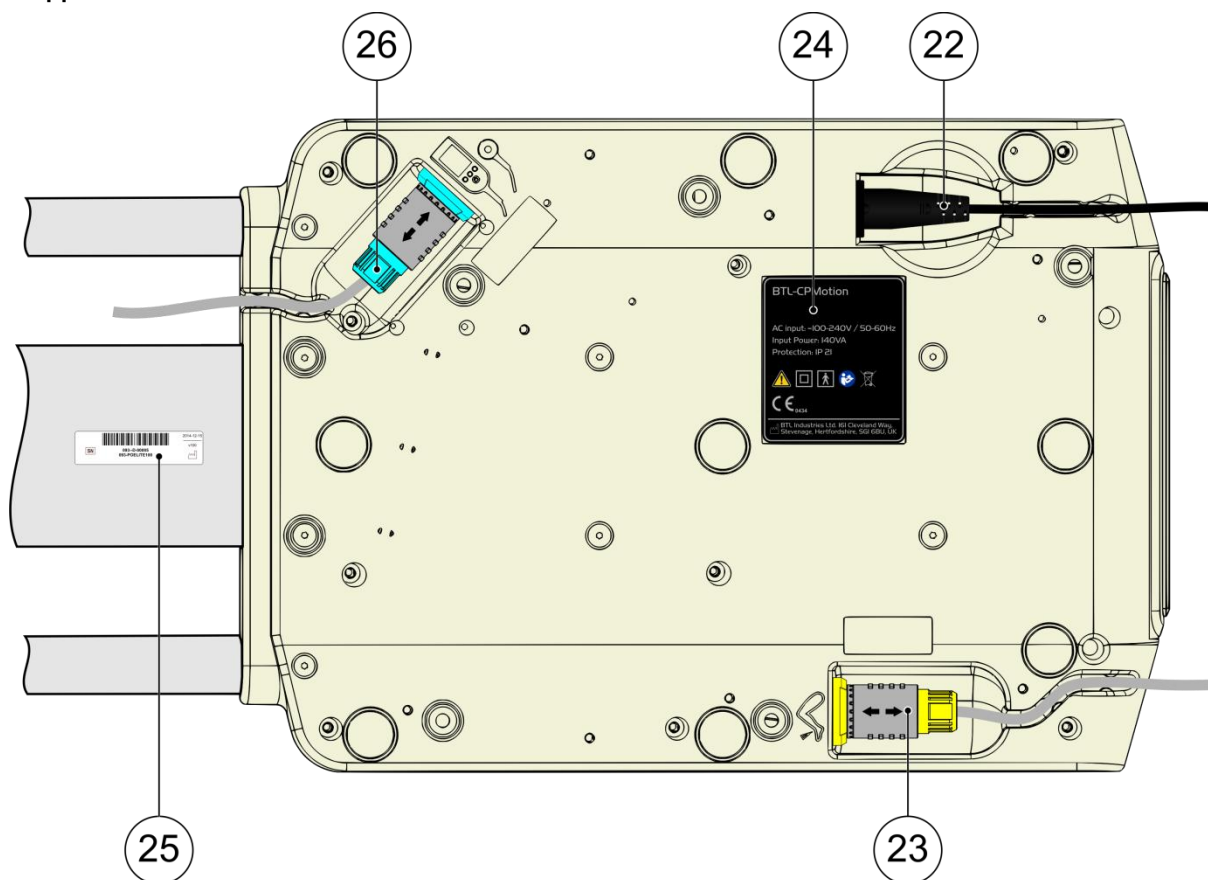 26
24
22
BTL-CPMotion
AC input: ~100-240V / 50-60Hz
Input Power: 140VA
Protection: IP 21
CE 0434
BTL Industries Ltd. 161 Cleveland Way,
Stevenage, Hertfordshire, SG1 6BU, UK
SN
25
23